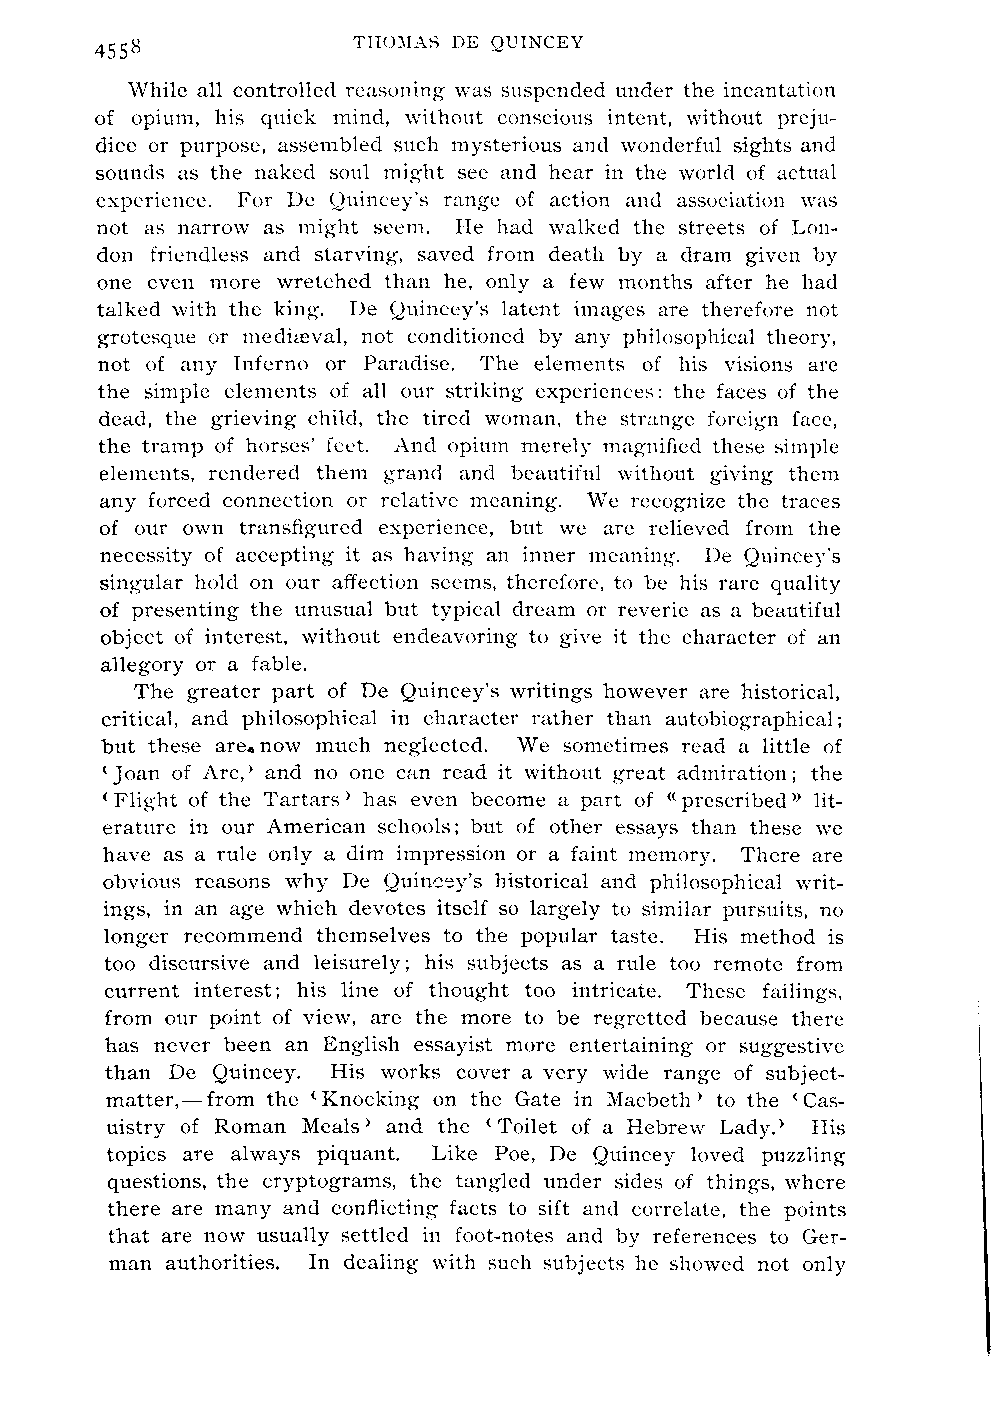 4558 THOMAS DE QUINCEY
While all controlled reasoning was suspended under the incantation
of opium, his quick mind, without conscious intent, without preju-
dice or purpose, assembled such mysterious and wonderful sights and
sounds as the naked soul might see and hear in the world of actual
experience. For De Quincey's range of action and association was
not as narrow as might seem. He had walked the streets of Lon-
don friendless and starving, saved from death by a dram given by
one even more wretched than he, only a few months after he had
talked with the king. De Quincey's latent images are therefore not
grotesque or mediæval, not conditioned by any philosophical theory,
not of any Inferno or Paradise. The elements of his visions are
the simple elements of all our striking experiences: the faces of the
dead, the grieving child, the tired woman, the strange foreign face,
the tramp of horses' feet. And opium merely magnified these simple
elements, rendered them grand and beautiful without giving them
any forced connection or relative meaning. We recognize the traces
of our own transfigured experience, but we are relieved from the
necessity of accepting it as having an inner meaning. De Quincey's
singular hold on our affection seems, therefore, to be his rare quality
of presenting the unusual but typical dream or reverie as a beautiful
object of interest, without endeavoring to give it the character of an
allegory or a fable.
The greater part of De Quincey's writings however are historical,
critical, and philosophical in character rather than autobiographical;
but these are now much neglected. We sometimes read a little of
‹Joan of Arc,› and no one can read it without great admiration; the
‹Flight of the Tartars› has even become a part of «prescribed» lit-
erature in our American schools; but of other essays than these we
have as a rule only a dim impression or a faint memory. There are
obvious reasons why De Quincey's historical and philosophical writ-
ings, in an age which devotes itself so largely to similar pursuits, no
longer recommend themselves to the popular taste. His method is
too discursive and leisurely; his subjects as a rule too remote from
current interest; his line of thought too intricate. These failings,
from our point of view, are the more to be regretted because there
has never been an English essayist more entertaining or suggestive
than De Quincey. His works cover a very wide range of subject-
matter,—from the ‹Knocking on the Gate in Macbeth› to the ‹Cas-
uistry of Roman Meals› and the ‹Toilet of a Hebrew Lady.› His
topics are always piquant. Like Poe, De Quincey loved puzzling
questions, the cryptograms, the tangled under sides of things, where
there are many and conflicting facts to sift and correlate, the points
that are now usually settled in foot-notes and by references to Ger-
man authorities. In dealing with such subjects he showed not only